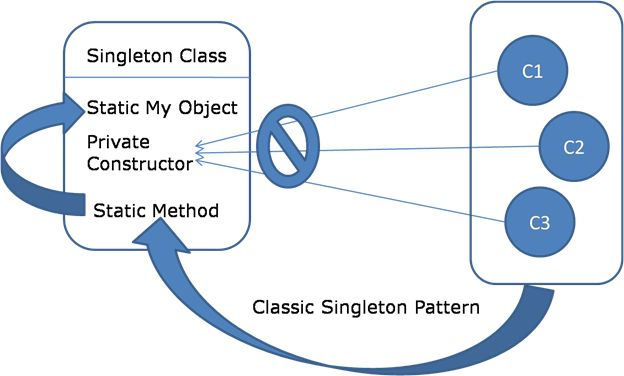 Singleton Class
Static My Object
Private
Constructor
Static Method
C1
C2
C3
Classic Singleton Pattern